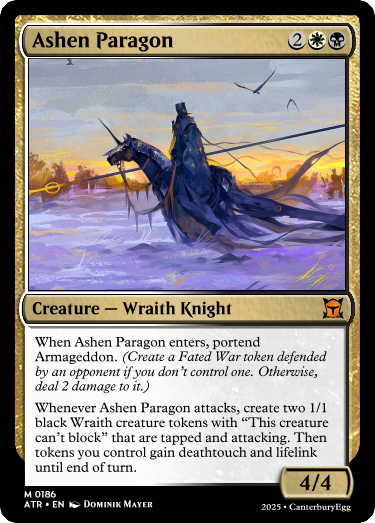 Ashen Paragon 2
Creature — Wraith Knight
When Ashen Paragon enters, portend
Armageddon. (Create a Fated War token defended
by an opponent if you don't control one. Otherwise,
deal 2 damage to it.)
Whenever Ashen Paragon attacks, create two 1/1
black Wraith creature tokens with “This creature
can't block” that are tapped and attacking. Then
tokens you control gain deathtouch and lifelink
until end of turn.
4/4
M 0186
ATR • EN DOMINIK MAYER
2025 • CanterburyEgg